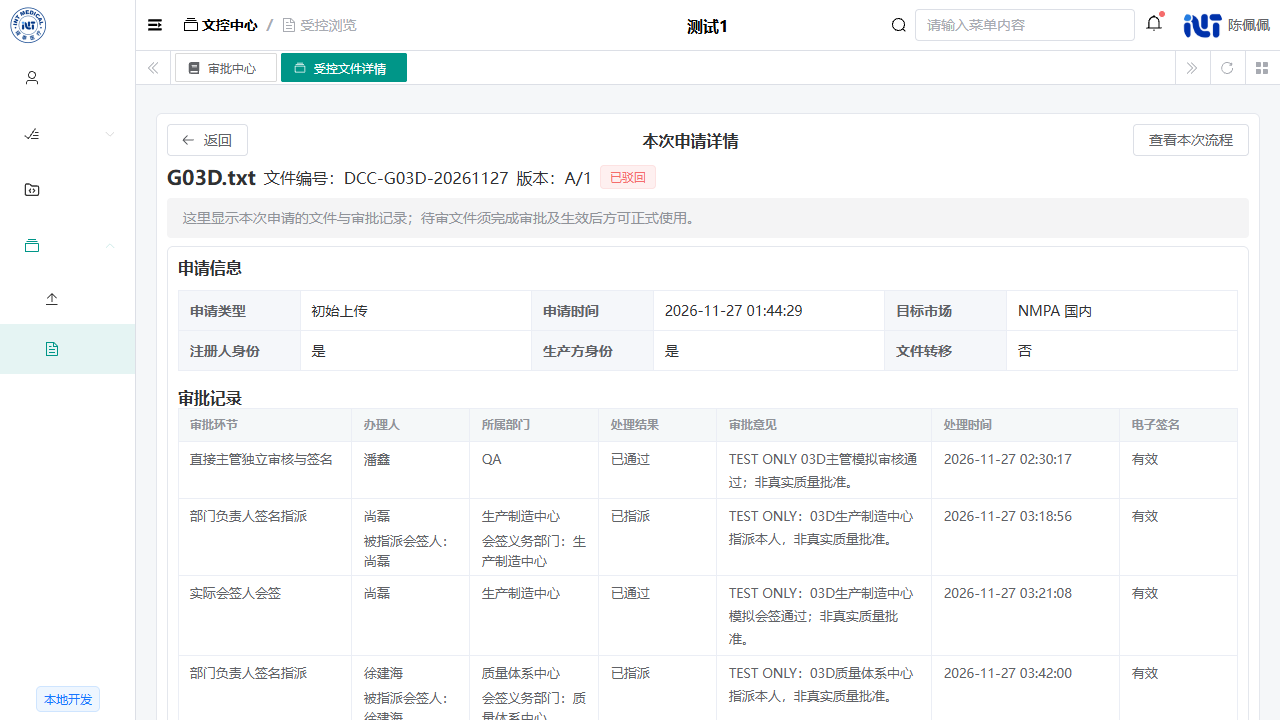 文控中心 / 受控浏览
测试1
请输入菜单内容
陈佩佩
审批中心
受控文件详情
返回
本次申请详情
查看本次流程
G03D.txt 文件编号：DCC-G03D-20261127 版本：A/1 已驳回
这里显示本次申请的文件与审批记录；待审文件须完成审批及生效后方可正式使用。
申请信息
申请类型 初始上传 申请时间 2026-11-27 01:44:29 目标市场 NMPA 国内
注册人身份 是 生产方身份 是 文件转移 否
审批记录
审批环节 办理人 所属部门 处理结果 审批意见 处理时间 电子签名
直接主管独立审核与签名 潘鑫 QA 已通过 TEST ONLY 03D主管模拟审核通 2026-11-27 02:30:17 有效
过；非真实质量批准。
部门负责人签名指派 尚磊 生产制造中心 已指派 TEST ONLY：03D生产制造中心 2026-11-27 03:18:56 有效
被指派会签人： 会签义务部门：生 指派本人，非真实质量批准。
尚磊 产制造中心
实际会签人会签 尚磊 生产制造中心 已通过 TEST ONLY：03D生产制造中心 2026-11-27 03:21:08 有效
模拟会签通过；非真实质量批
准。
部门负责人签名指派 徐建海 质量体系中心 已指派 TEST ONLY：03D质量体系中心 2026-11-27 03:42:00 有效
被指派会签人： 会签义务部门：质 指派本人，非真实质量批准。
徐建海 量体系中心
本地开发